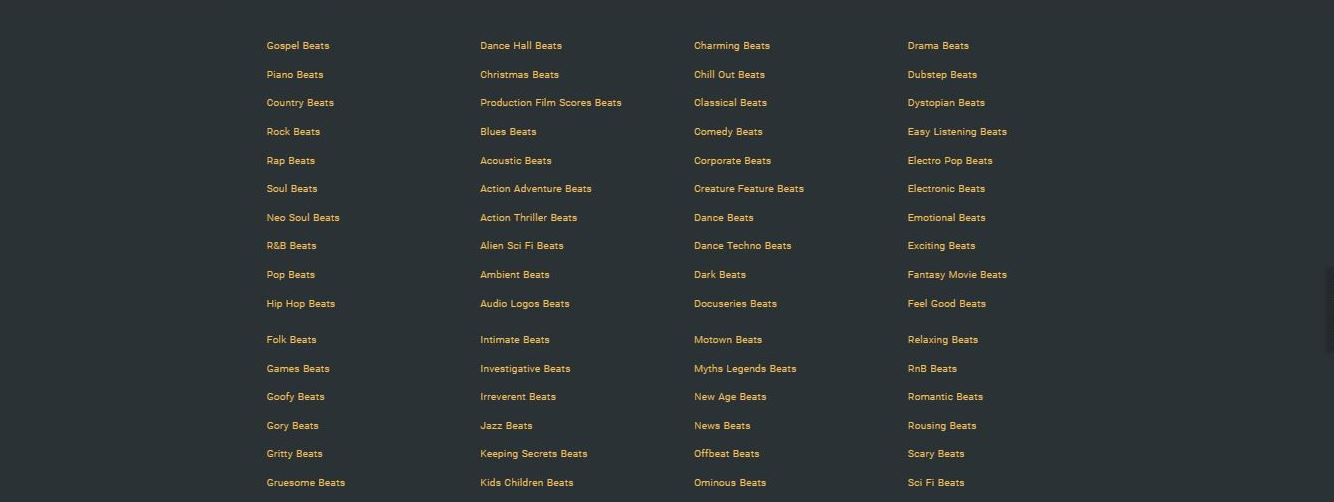 Gospel Beats
Piano Beats
Country Beats
Rock Beats
Rap Beats
Soul Beats
Neo Soul Beats
R&B Beats
Pop Beats
Hip Hop Beats
Dance Hall Beats
Christmas Beats
Production Film Scores Beats
Blues Beats
Acoustic Beats
Action Adventure Beats
Action Thriller Beats
Alien Sci Fi Beats
Ambient Beats
Audio Logos Beats
Charming Beats
Chill Out Beats
Classical Beats
Comedy Beats
Corporate Beats
Creature Feature Beats
Dance Beats
Dance Techno Beats
Dark Beats
Docuseries Beats
Drama Beats
Dubstep Beats
Dystopian Beats
Easy Listening Beats
Electro Pop Beats
Electronic Beats
Emotional Beats
Exciting Beats
Fantasy Movie Beats
Feel Good Beats
Folk Beats
Games Beats
Goofy Beats
Gory Beats
Gritty Beats
Gruesome Beats
Intimate Beats
Investigative Beats
Irreverent Beats
Jazz Beats
Keeping Secrets Beats
Kids Children Beats
Motown Beats
Myths Legends Beats
New Age Beats
News Beats
Offbeat Beats
Ominous Beats
Relaxing Beats
RnB Beats
Romantic Beats
Rousing Beats
Scary Beats
Sci Fi Beats